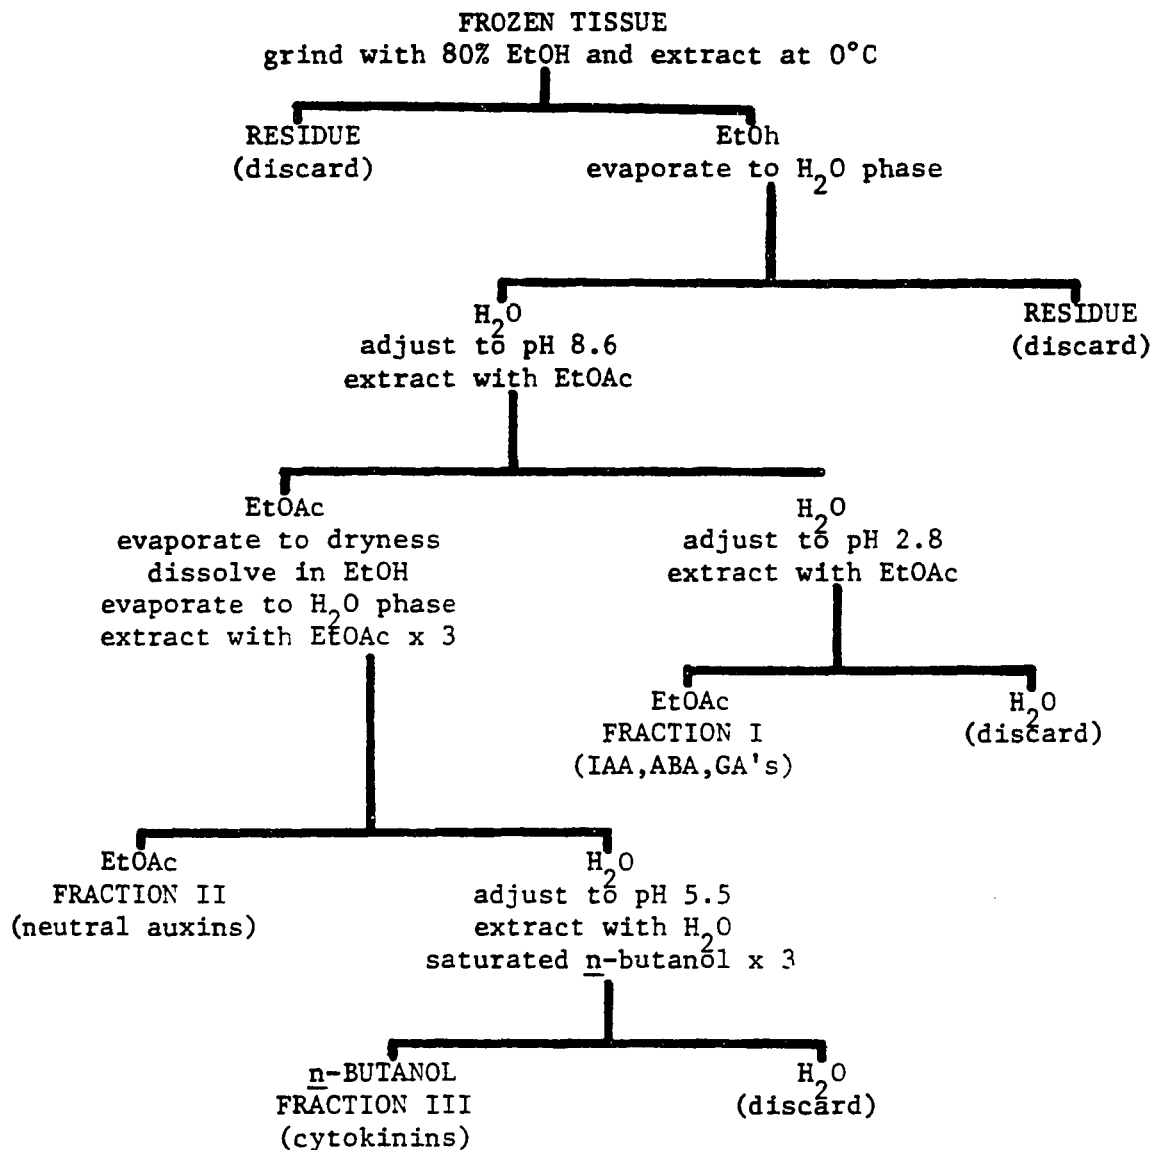 FROZEN TISSUE
grind with 80% EtOH and extract at 0°C
RESIDUE
(discard)
EtOh
evaporate to H2O phase
H2O
adjust to pH 8.6
extract with EtOAc
RESIDUE
(discard)
EtOAc
evaporate to dryness
dissolve in EtOH
evaporate to H2O phase
extract with EtOAc x 3
H2O
adjust to pH 2.8
extract with EtOAc
EtOAc
FRACTION I
(IAA,ABA,GA's)
H2O
(discard)
EtOAc
FRACTION II
(neutral auxins)
H2O
adjust to pH 5.5
extract with H2O
saturated n-butanol x 3
n-BUTANOL
FRACTION III
(cytokinins)
H2O
(discard)